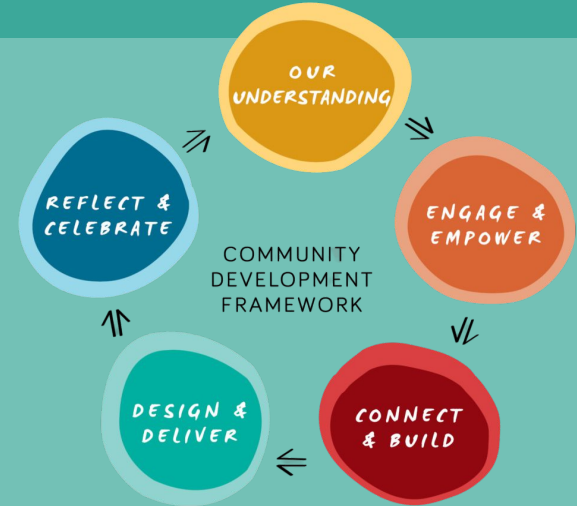 OUR
UNDERSTANDING
ENGAGE &
EMPOWER
CONNECT
& BUILD
DESIGN &
DELIVER
REFLECT &
CELEBRATE
COMMUNITY
DEVELOPMENT
FRAMEWORK